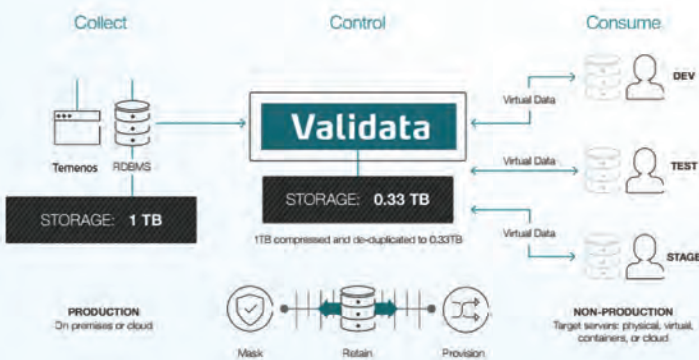 Collect
Control
Consume
Temenos
RDBMS
STORAGE: 1 TB
PRODUCTION
On premises or cloud
Validata
STORAGE: 0.33 TB
1TB compressed and de-duplicated to 0.33TB
Mask
Retain
Provision
Virtual Data
DEV
Virtual Data
TEST
Virtual Data
STAGE
NON-PRODUCTION
Target servers: physical, virtual,
containers, or cloud